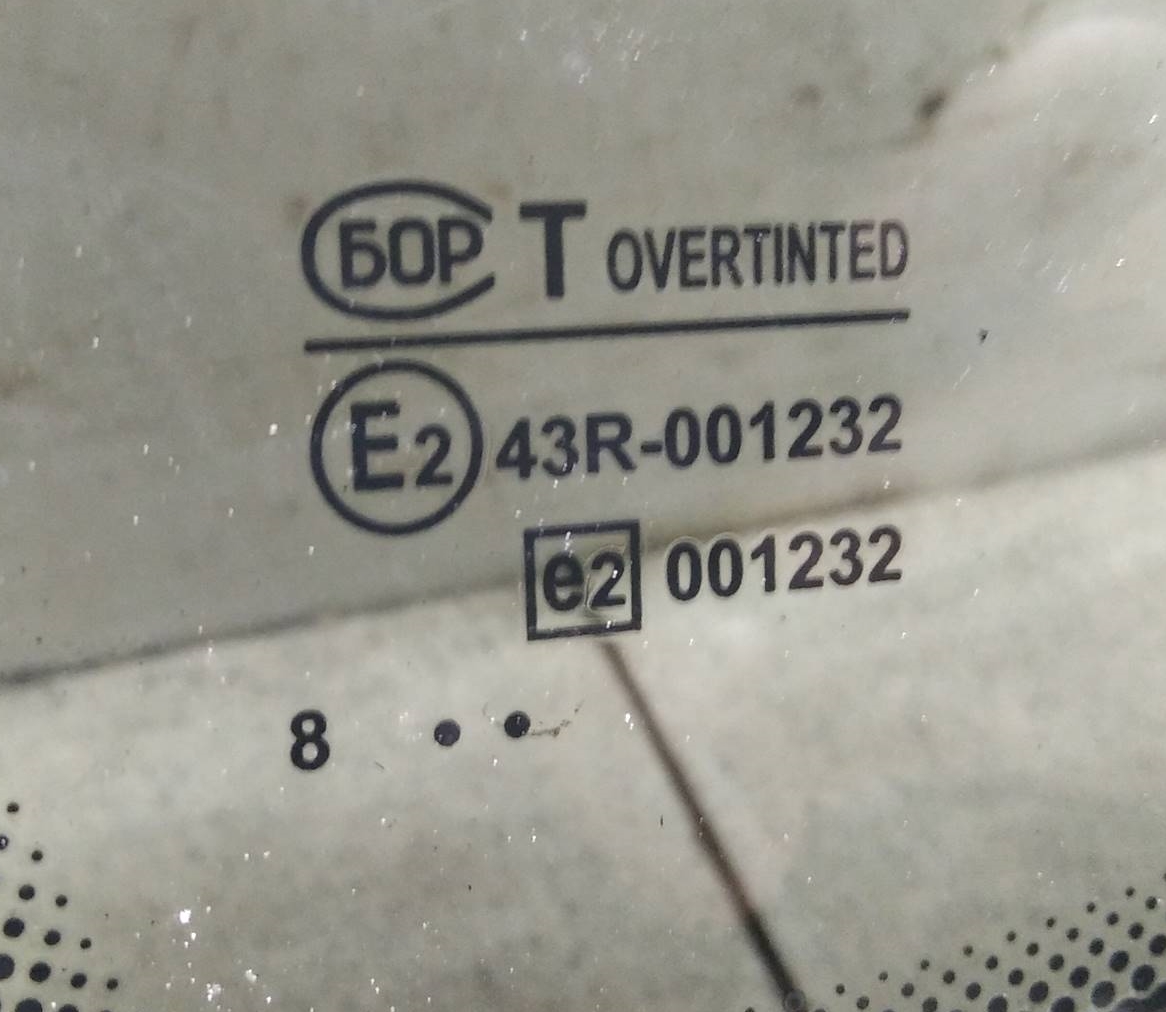 БОР T OVERTINTED
E2 43R-001232
e2 001232
8 ..